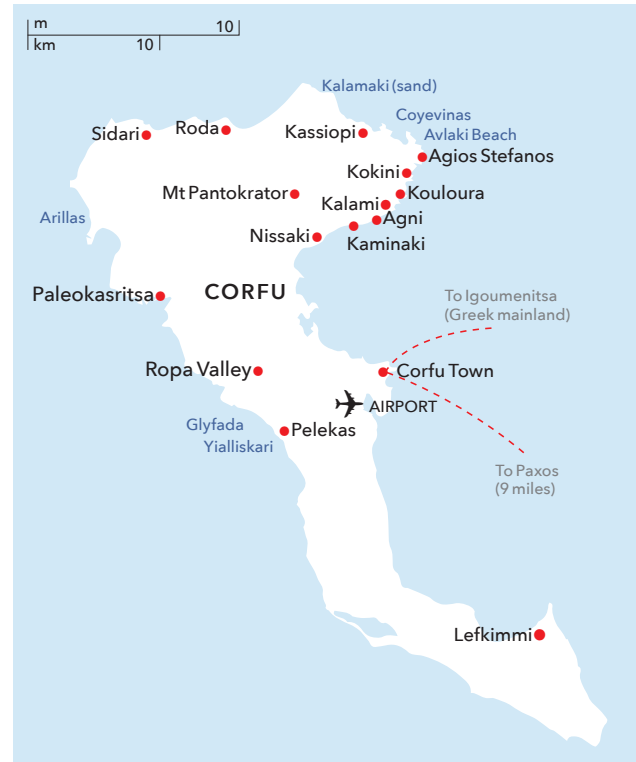 m 10
km 10
Kalamaki (sand)
Coyevinas
Avlaki Beach
Sidari
Roda
Kassiopi
Agios Stefanos
Kokini
Mt Pantokrator
Kouloura
Kalami
Agni
Arillas
Nissaki
Kaminaki
Paleokasritsa
CORFU
To Igoumenitsa
(Greek mainland)
Ropa Valley
Corfu Town
AIRPORT
Glyfada
Yialliskari
Pelekas
To Paxos
(9 miles)
Lefkimmi